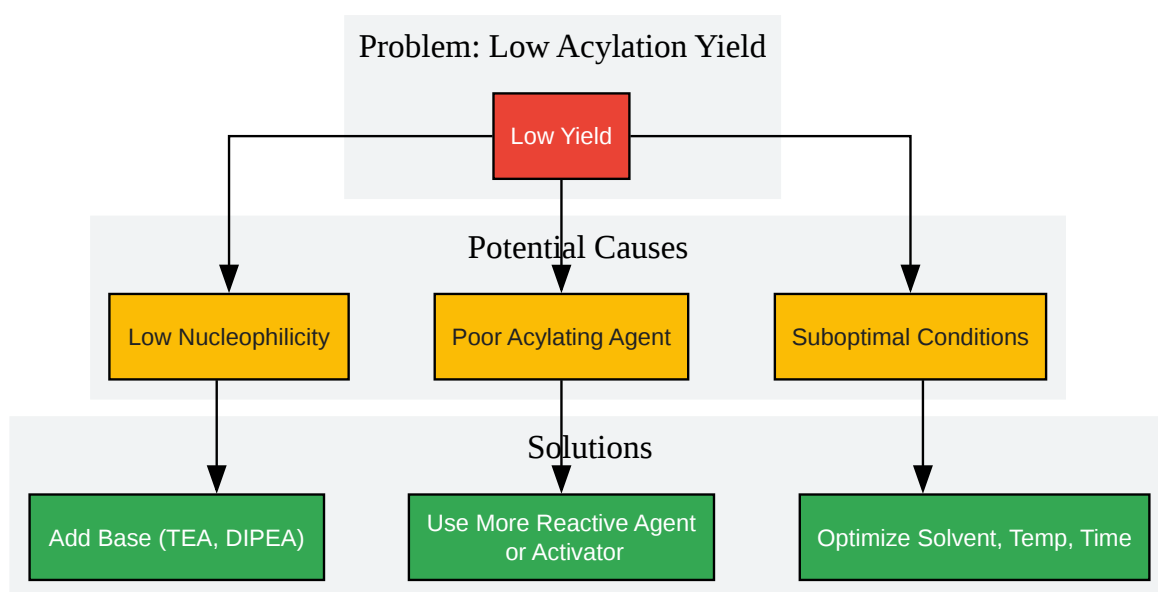 Problem: Low Acylation Yield
Low Yield
Potential Causes
Low Nucleophilicity
Poor Acylating Agent
Suboptimal Conditions
Solutions
Add Base (TEA, DIPEA)
Use More Reactive Agent
or Activator
Optimize Solvent, Temp, Time